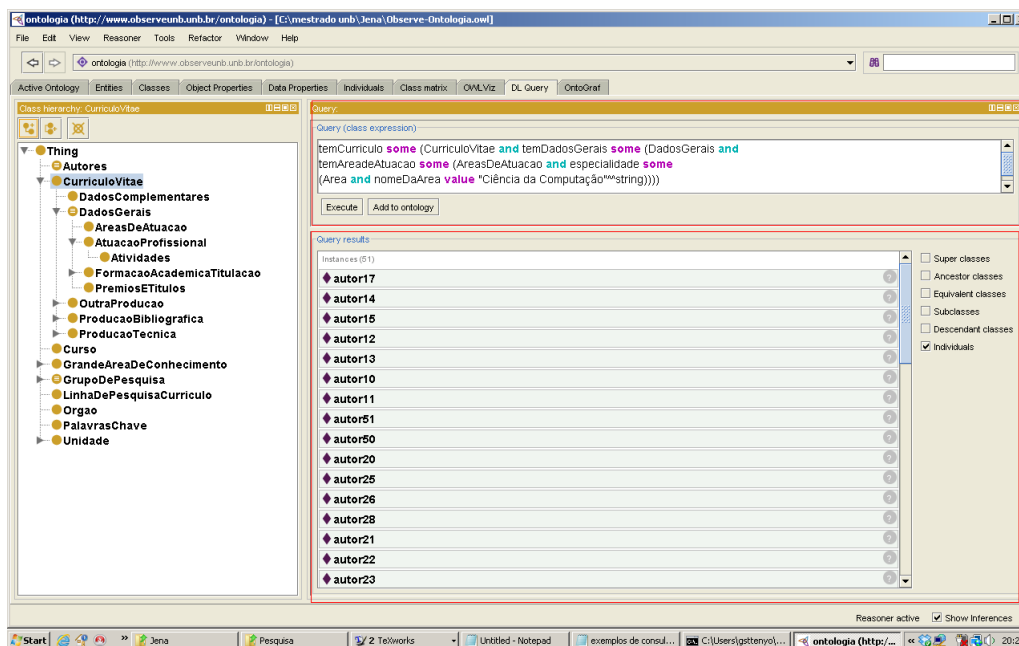 ontologia (http://www.observeunb.unb.br/ontologia) - [C:\mestrado unb\Jena\Observe-Ontologia.owl]
File Edit View Reasoner Tools Refactor Window Help
ontologia (http://www.observeunb.unb.br/ontologia)
Active Ontology Entities Classes Object Properties Data Properties Individuals Class matrix OWLViz DL Query OntoGraf
Class hierarchy: CurriculoVitae
Thing
Autores
CurriculoVitae
DadosComplementares
DadosGerais
AreasDeAtuacao
AtuacaoProfissional
Atividades
FormacaoAcademicaTitulacao
PremiosETitulos
OutraProducao
ProducaoBibliografica
ProducaoTecnica
Curso
GrandeAreaDeConhecimento
GrupoDePesquisa
LinhaDePesquisaCurriculo
Orgao
PalavrasChave
Unidade
Query:
Query (class expression)
temCurriculo some (CurriculoVitae and temDadosGerais some (DadosGerais and
temAreadeAtuacao some (AreasDeAtuacao and especialidade some
(Area and nomeDaArea value "Ciência da Computação"^^string))))
Execute Add to ontology
Query results
Instances (51)
autor17
autor14
autor15
autor12
autor13
autor10
autor11
autor51
autor50
autor20
autor25
autor26
autor28
autor21
autor22
autor23
Super classes
Ancestor classes
Equivalent classes
Subclasses
Descendant classes
Individuals
Reasoner active Show Inferences
Start Jena Pesquisa 2 TeXworks Untitled - Notepad exemplos de consul... C:\Users\gsttenyo\... ontologia (http:/... 20:2